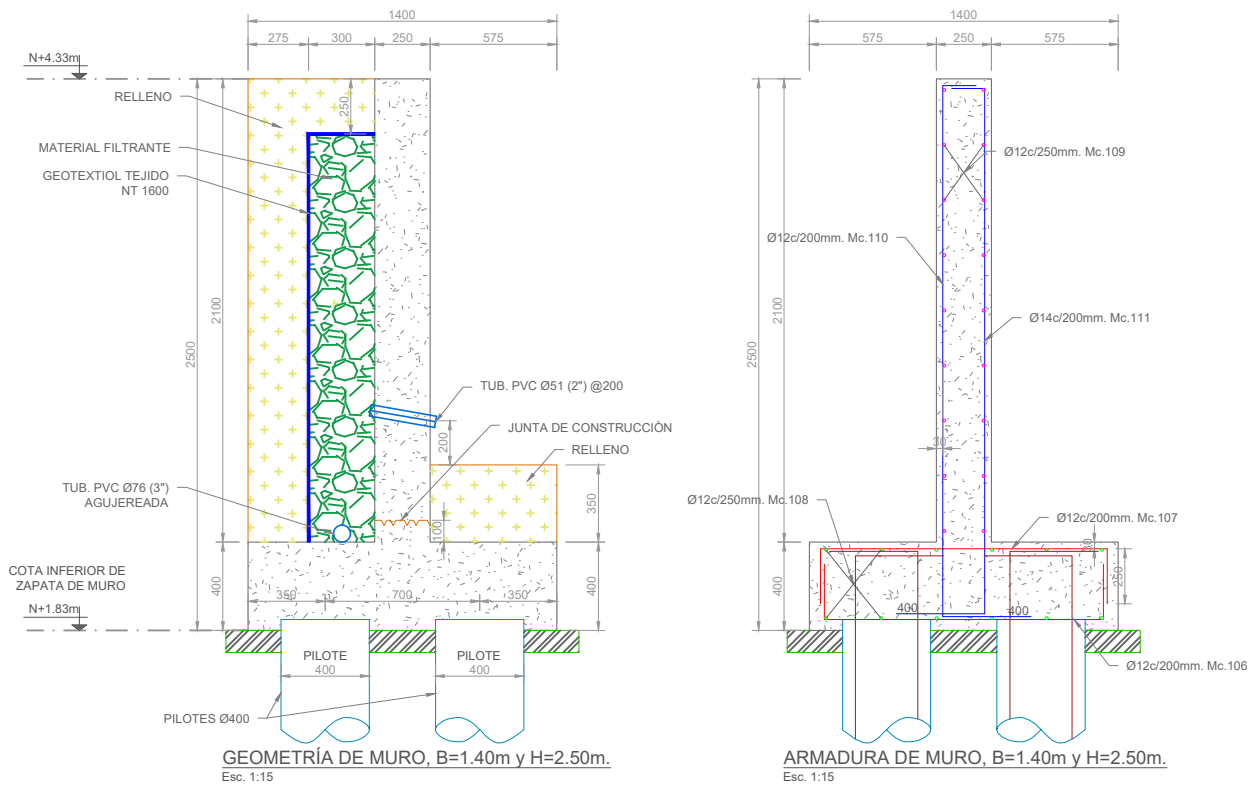 1400
275
300
250
575
N+4.33m
RELLENO
250
MATERIAL FILTRANTE
GEOTEXTIOL TEJIDO
NT 1600
2100
2500
TUB. PVC Ø51 (2") @200
JUNTA DE CONSTRUCCIÓN
200
RELLENO
TUB. PVC Ø76 (3")
AGUJEREADA
100
350
COTA INFERIOR DE
ZAPATA DE MURO
400
400
350
700
350
N+1.83m
PILOTE
PILOTE
400
400
PILOTES Ø400
GEOMETRÍA DE MURO, B=1.40m y H=2.50m.
Esc. 1:15
1400
575
250
575
Ø12c/250mm. Mc.109
Ø12c/200mm. Mc.110
2100
2500
Ø14c/200mm. Mc.111
Ø12c/250mm. Mc.108
Ø12c/200mm. Mc.107
250
400
400
400
Ø12c/200mm. Mc.106
ARMADURA DE MURO, B=1.40m y H=2.50m.
Esc. 1:15